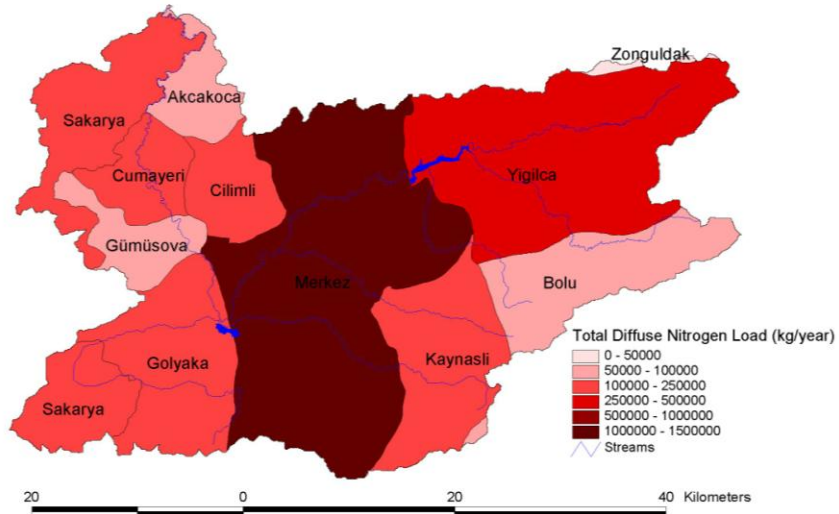 Zonguldak
Akcakoca
Sakarya
Cumayeri
Cilimli
Yigilca
Gümüsova
Merkez
Bolu
Golyaka
Kaynasli
Sakarya
Total Diffuse Nitrogen Load (kg/year)
0 - 50000
50000 - 100000
100000 - 250000
250000 - 500000
500000 - 1000000
1000000 - 1500000
Streams
20 0 20 40 Kilometers